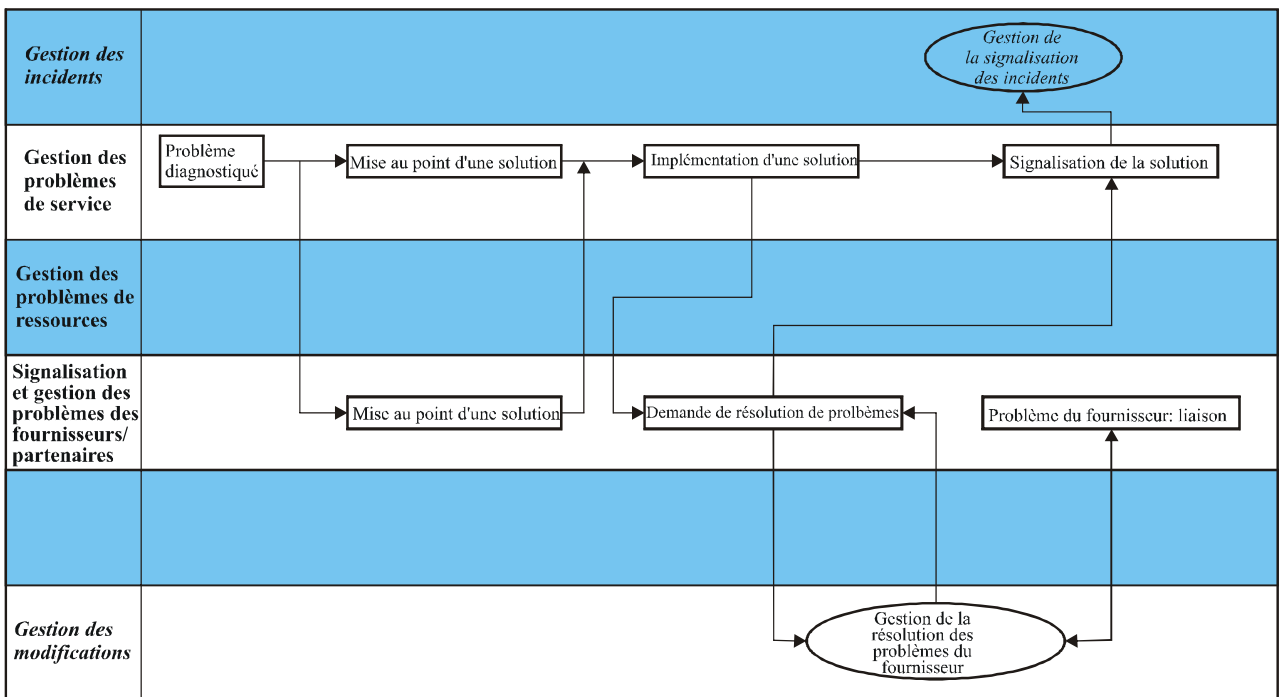 Gestion des
incidents
Gestion de
la signalisation
des incidents
Gestion des
problèmes
de service
Problème
diagnostiqué
Mise au point d'une solution
Implémentation d'une solution
Signalisation de la solution
Gestion des
problèmes de
ressources
Signalisation
et gestion des
problèmes des
fournisseurs/
partenaires
Mise au point d'une solution
Demande de résolution de prolbèmes
Problème du fournisseur: liaison
Gestion des
modifications
Gestion de la
résolution des
problèmes du
fournisseur